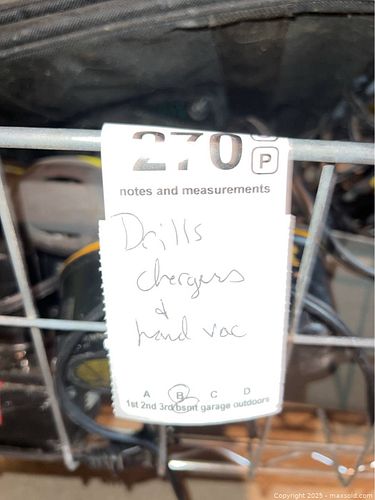 270
P
notes and measurements
Drills
chargers
&
hand vac
A B C D
1st 2nd 3rd bsmt garage outdoors
Copyright 2025 - maxsold.com